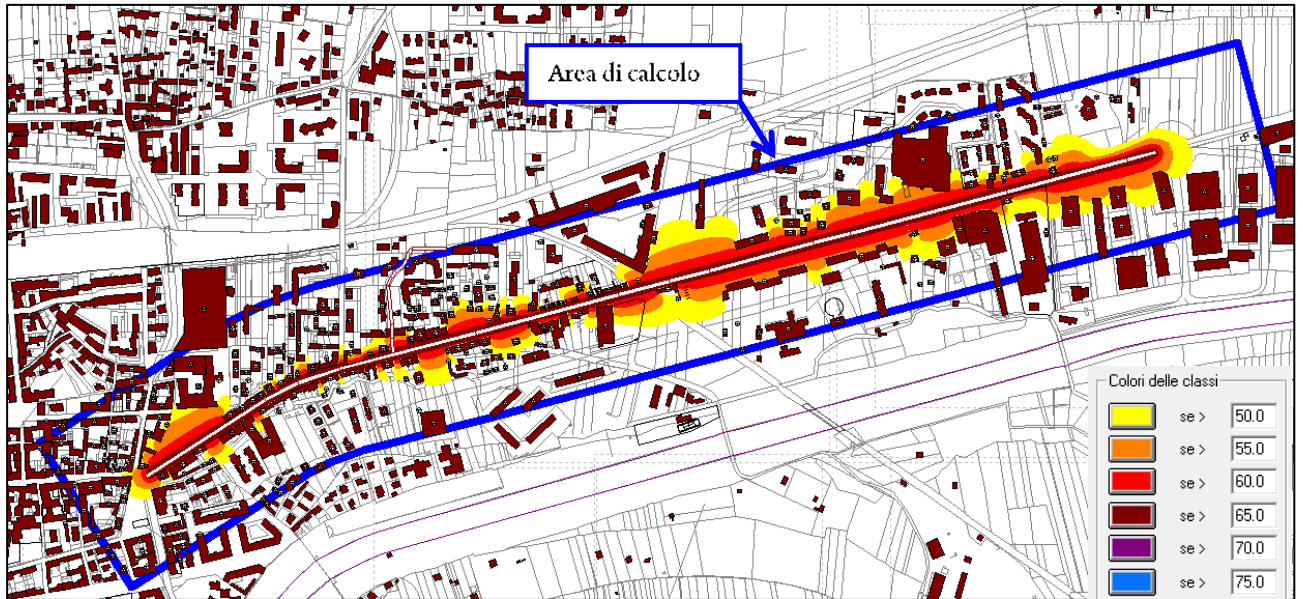 Area di calcolo
Colori delle classi
se > 50.0
se > 55.0
se > 60.0
se > 65.0
se > 70.0
se > 75.0